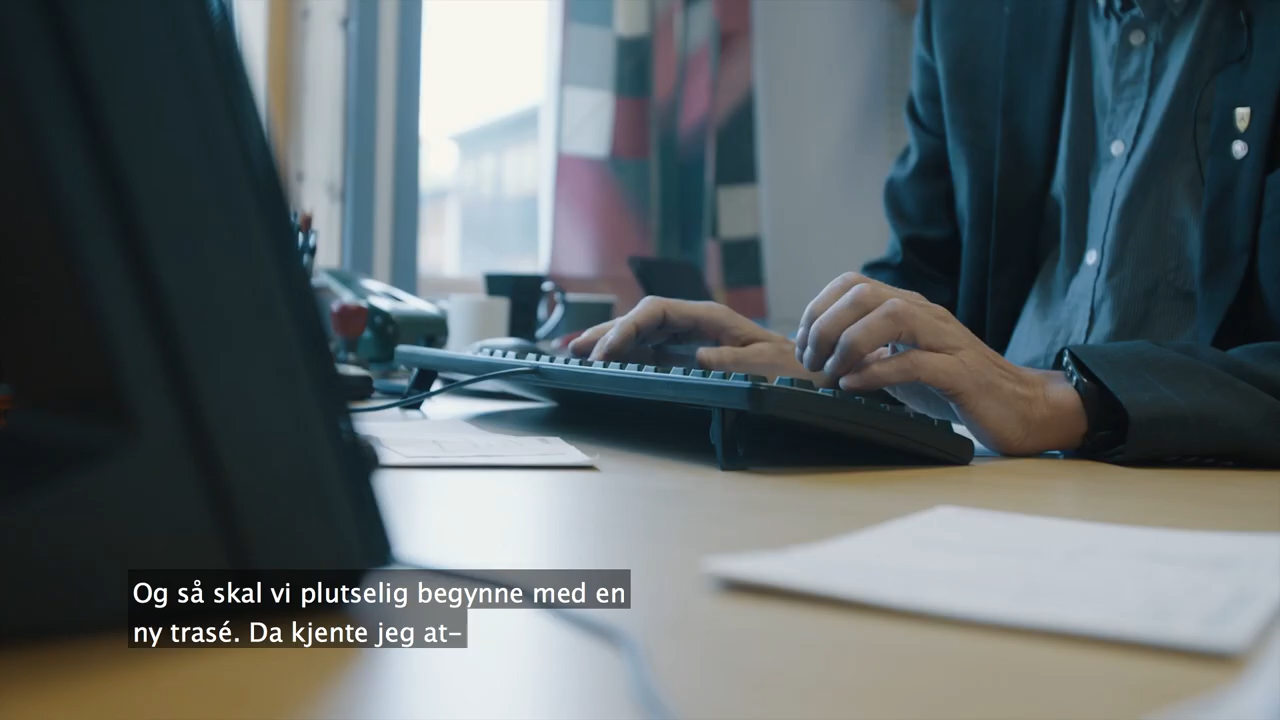 Og så skal vi plutselig begynne med en
ny trasé. Da kjente jeg at–